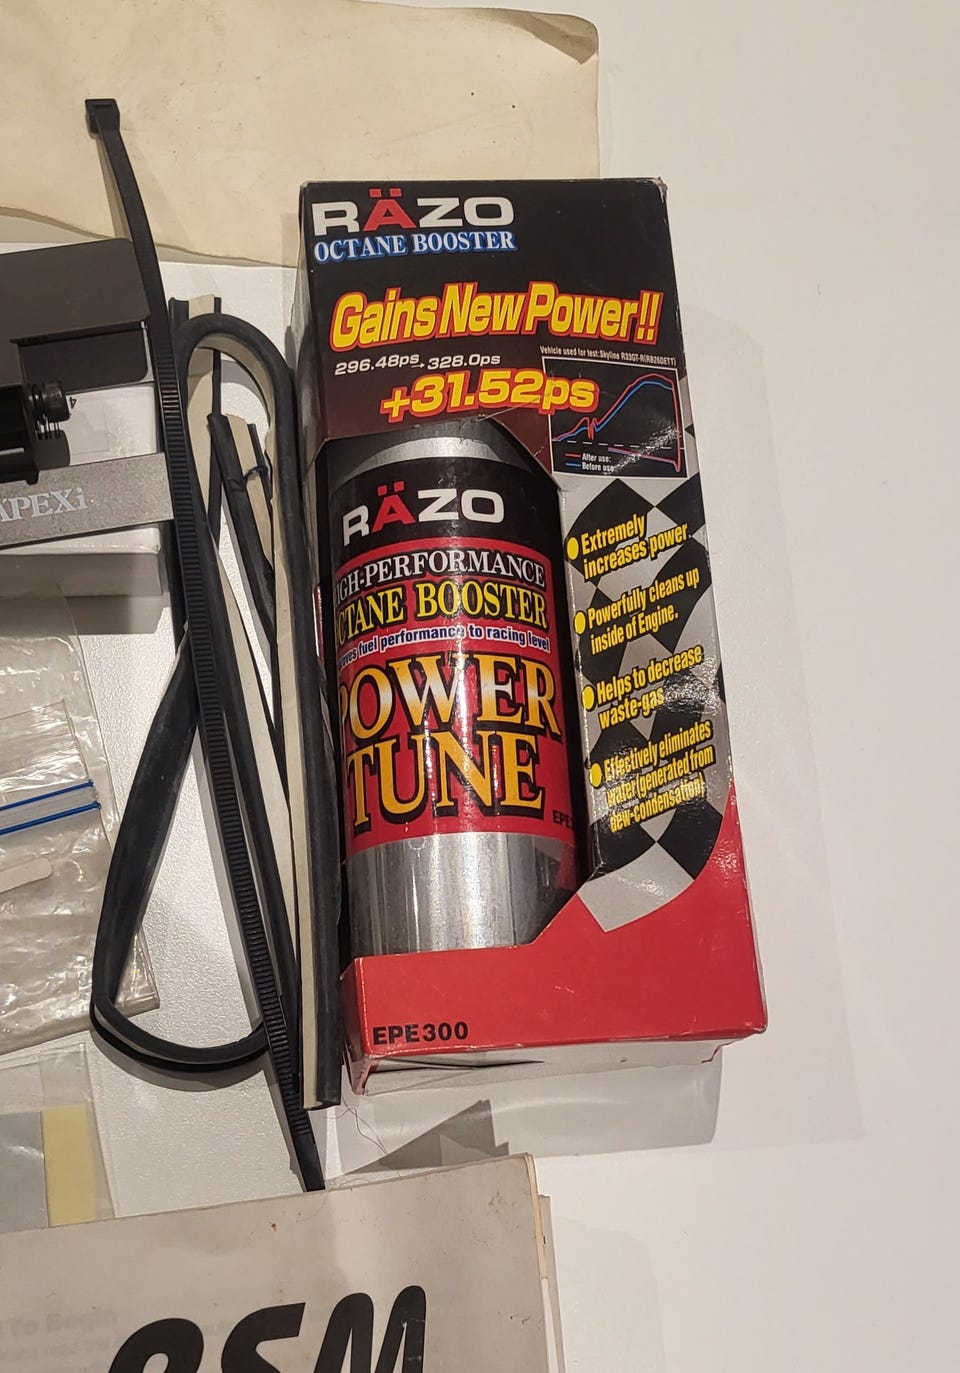 RÄZO
OCTANE BOOSTER
Gains New Power!!
Vehicle used for test:Skyline R33GT-R(RB26DETT)
296.48ps→328.0ps
+31.52ps
After use:
Before use:
RÄZO
HIGH-PERFORMANCE
OCTANE BOOSTER
fuel performance to racing level
POWER
TUNE
EPE
Extremely
increases power.
Powerfully cleans up
inside of Engine.
Helps to decrease
waste-gas
Effectively eliminates
water(generated from
dew-condensation)
EPE300
APEXi
To Begin